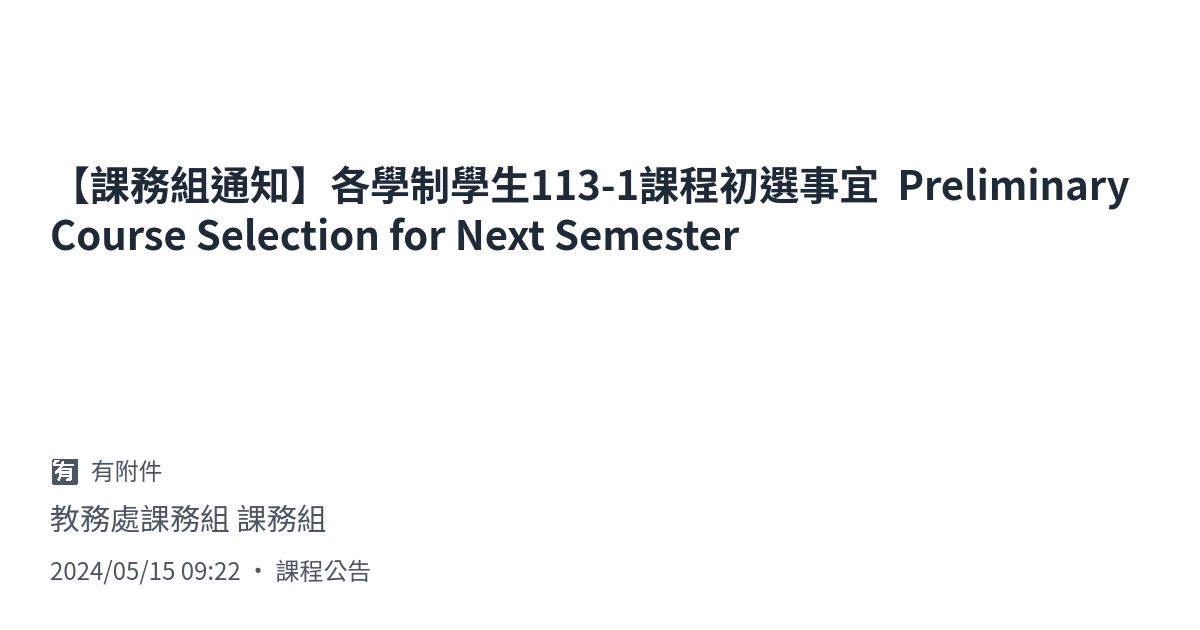 【課務組通知】各學制學生113-1課程初選事宜 Preliminary
Course Selection for Next Semester
有 有附件
教務處課務組 課務組
2024/05/15 09:22 ・ 課程公告